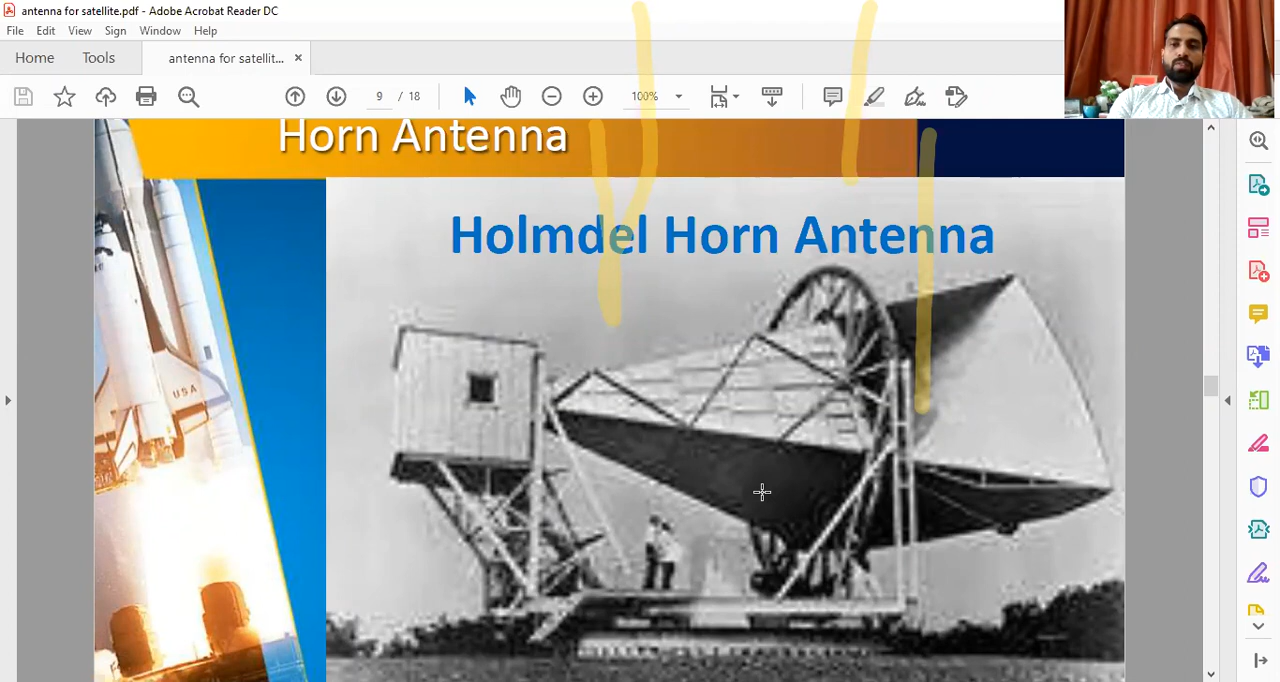 antenna for satellite.pdf - Adobe Acrobat Reader DC
File Edit View Sign Window Help
Home Tools antenna for satellit... ×
9 / 18 100%
Horn Antenna
Holmdel Horn Antenna
USA